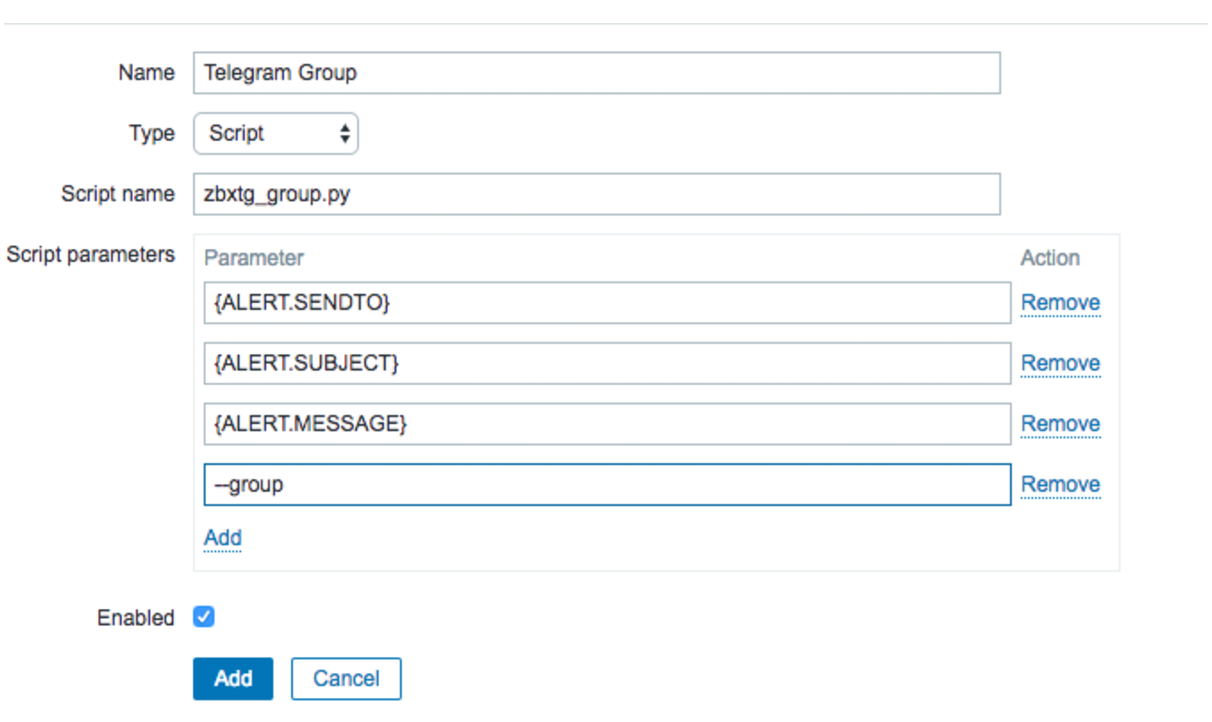 Name Telegram Group
Type Script
Script name zbxtg_group.py
Script parameters Parameter Action
{ALERT.SENDTO} Remove
{ALERT.SUBJECT} Remove
{ALERT.MESSAGE} Remove
--group Remove
Add
Enabled
Add Cancel